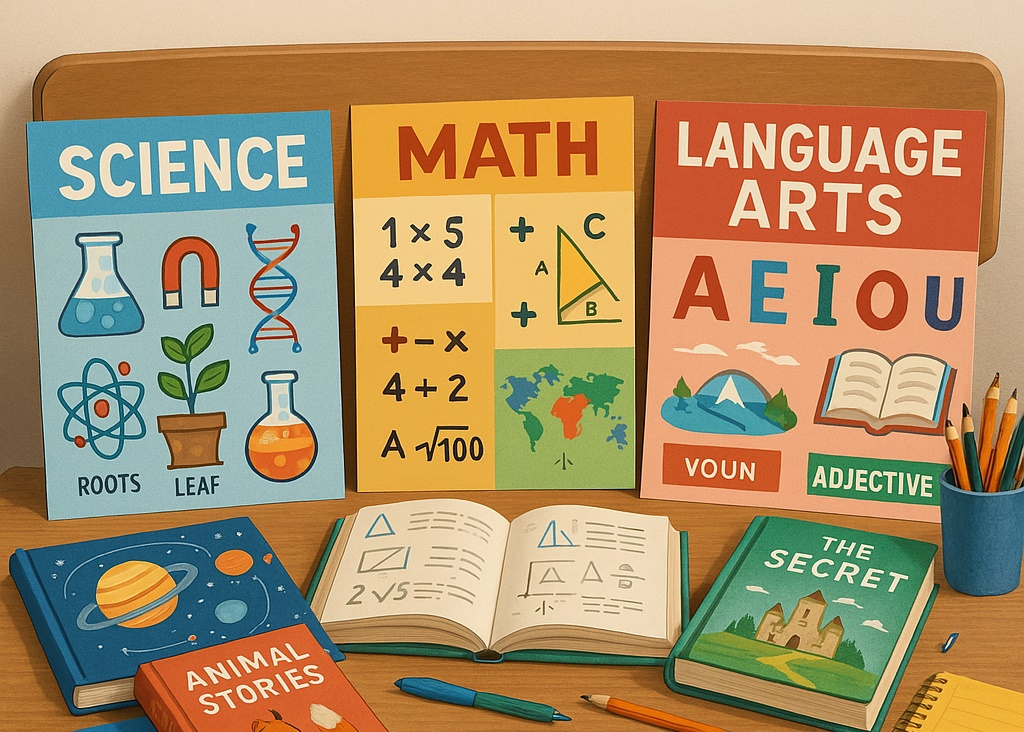 SCIENCE
ROOTS LEAF
MATH
1 × 5
4 × 4
+ − ×
4 + 2
A √100
+ C
A
B
+
LANGUAGE
ARTS
A E I O U
VOUN
ADJECTIVE
ANIMAL
STORIES
2√5
THE
SECRET